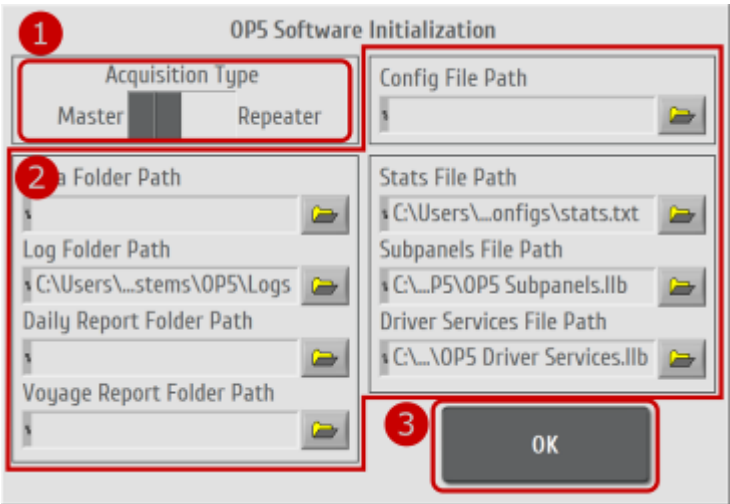 OP5 Software Initialization
1
Acquisition Type
Master Repeater
Config File Path
2
a Folder Path
Log Folder Path
C:\Users\...stems\OP5\Logs
Daily Report Folder Path
Voyage Report Folder Path
Stats File Path
C:\Users\...onfigs\stats.txt
Subpanels File Path
C:\...P5\OP5 Subpanels.llb
Driver Services File Path
C:\...\OP5 Driver Services.llb
3
OK